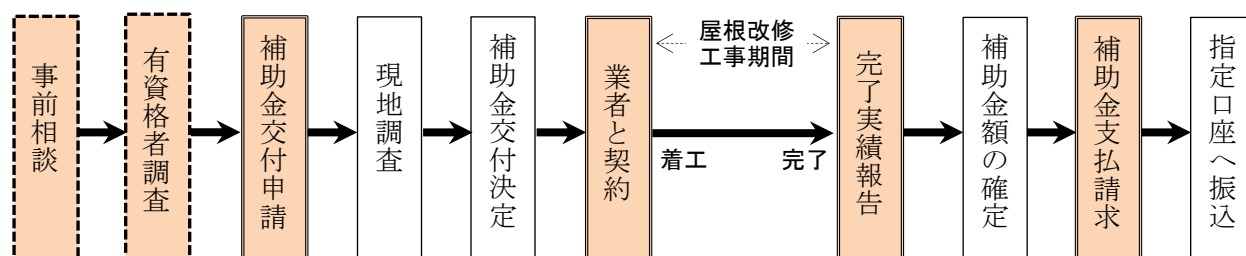 事前相談
有資格者調査
補助金交付申請
現地調査
補助金交付決定
業者と契約
屋根改修
工事期間
着工
完了
完了実績報告
補助金額の確定
補助金支払請求
指定口座へ振込